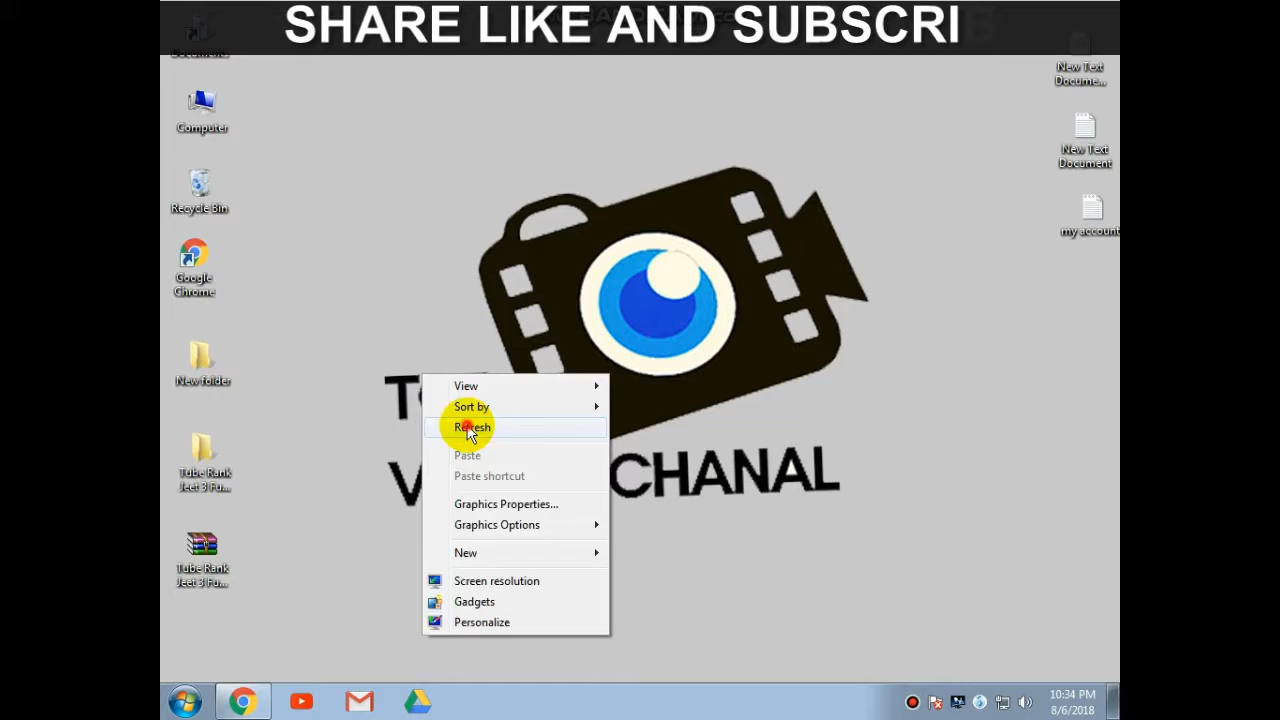 SHARE LIKE AND SUBSCRI
Computer
Recycle Bin
Google
Chrome
New folder
Tube Rank
Jeet 3 Fu...
Tube Rank
Jeet 3 Fu...
New Text
Docume...
New Text
Document
my account
CHANAL
View
Sort by
Refresh
Paste
Paste shortcut
Graphics Properties...
Graphics Options
New
Screen resolution
Gadgets
Personalize
10:34 PM
8/6/2018